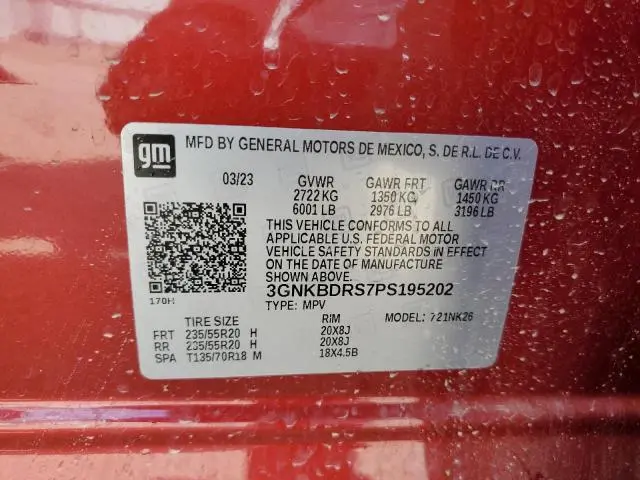 gm
MFD BY GENERAL MOTORS DE MEXICO, S. DE R.L. DE C.V.
03/23 GVWR GAWR FRT GAWR RR
2722 KG 1350 KG 1450 KG
6001 LB 2976 LB 3196 LB
THIS VEHICLE CONFORMS TO ALL
APPLICABLE U.S. FEDERAL MOTOR
VEHICLE SAFETY STANDARDS IN EFFECT
ON THE DATE OF MANUFACTURE
SHOWN ABOVE.
3GNKBDRS7PS195202
170H
TYPE: MPV
TIRE SIZE RIM MODEL: 721NK26
FRT 235/55R20 H 20X8J
RR 235/55R20 H 20X8J
SPA T135/70R18 M 18X4.5B